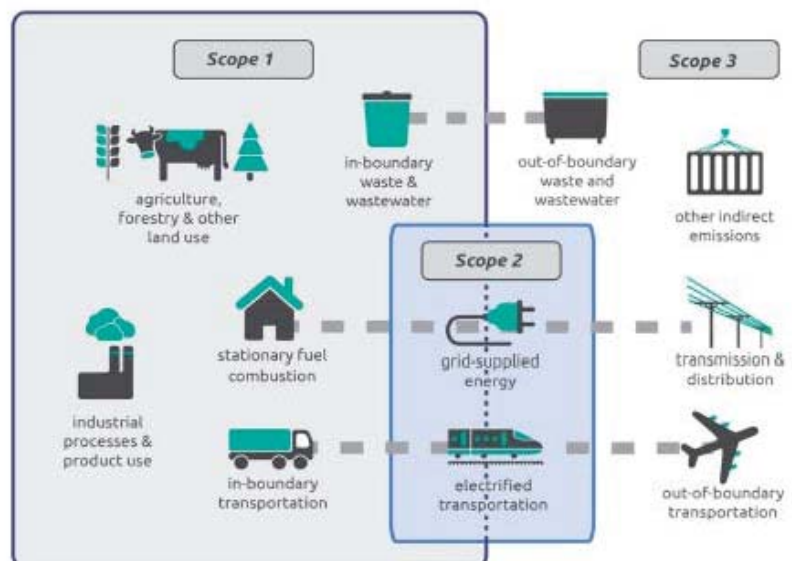 Scope 1
Scope 3
in-boundary
waste &
wastewater
out-of-boundary
waste and
wastewater
agriculture,
forestry & other
land use
other indirect
emissions
Scope 2
stationary fuel
combustion
grid-supplied
energy
transmission &
distribution
industrial
processes &
product use
in-boundary
transportation
electrified
transportation
out-of-boundary
transportation